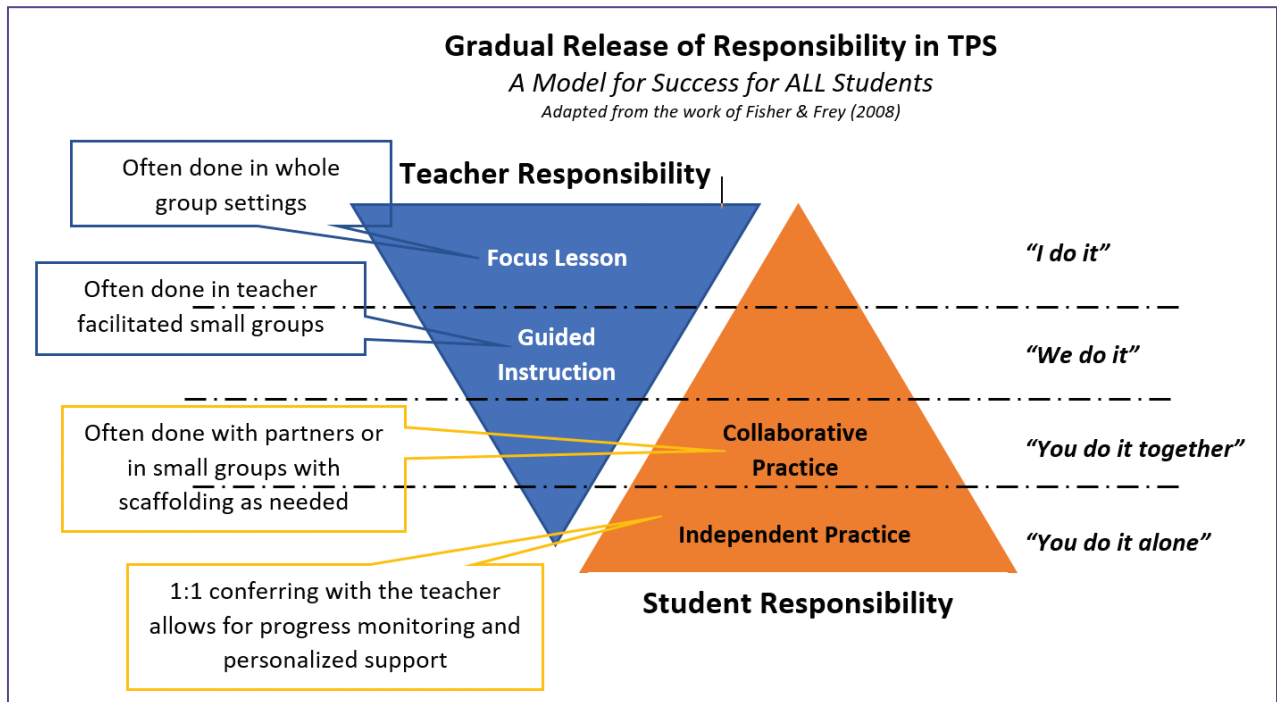 Gradual Release of Responsibility in TPS
A Model for Success for ALL Students
Adapted from the work of Fisher & Frey (2008)
Often done in whole
group settings
Teacher Responsibility
Focus Lesson
“I do it”
Often done in teacher
facilitated small groups
Guided
Instruction
“We do it”
Often done with partners or
in small groups with
scaffolding as needed
Collaborative
Practice
“You do it together”
Independent Practice
“You do it alone”
1:1 conferring with the teacher
allows for progress monitoring and
personalized support
Student Responsibility